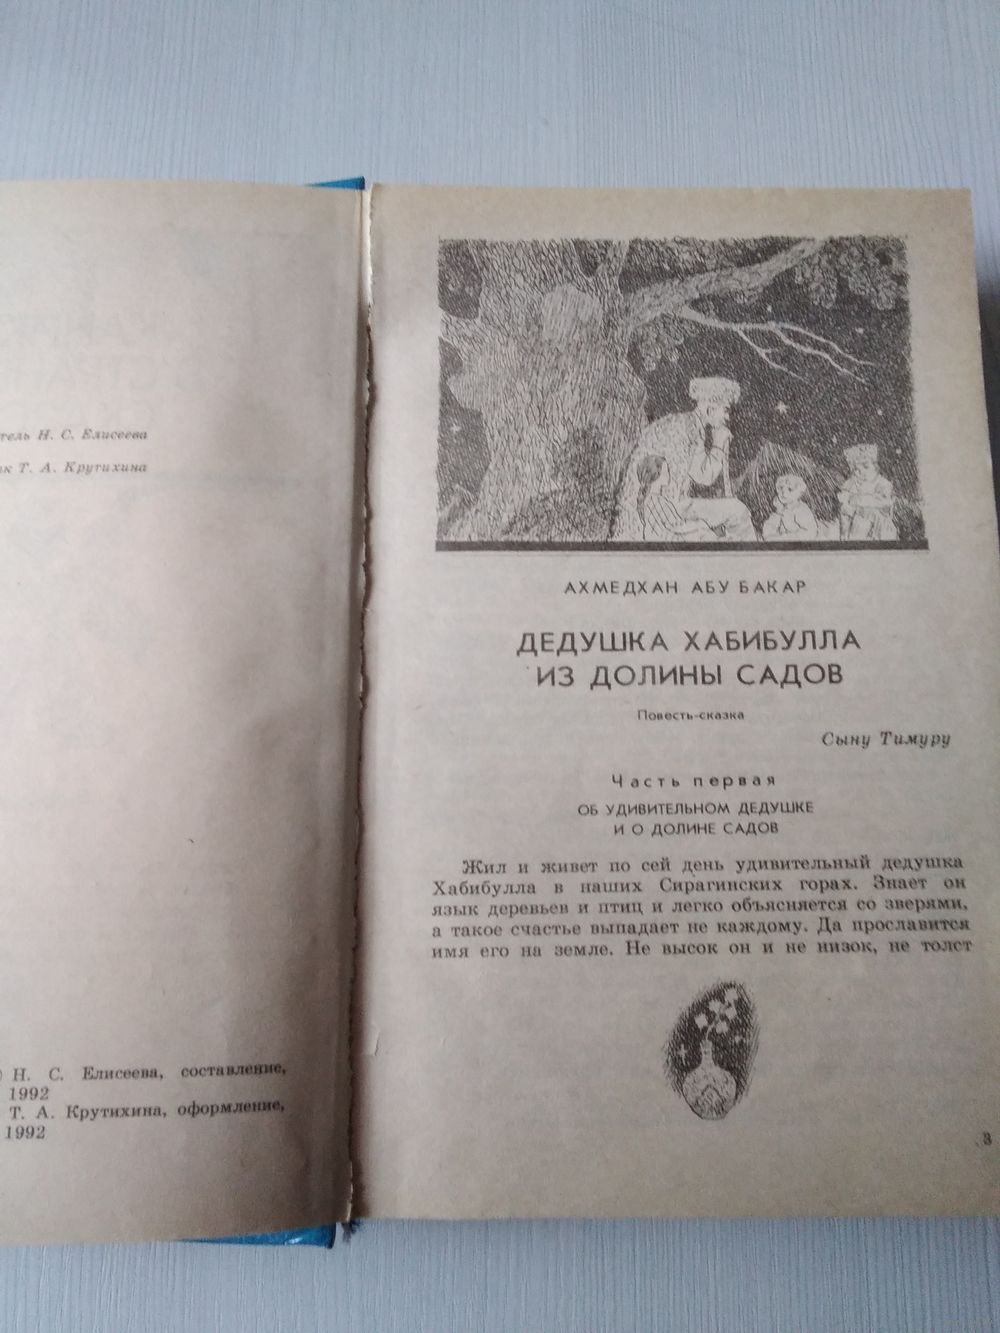 тель Н. С. Елисеева
Т. А. Крутихина
Н. С. Елисеева, составление,
1992
Т. А. Крутихина, оформление,
1992
АХМЕДХАН АБУ БАКАР
ДЕДУШКА ХАБИБУЛЛА
ИЗ ДОЛИНЫ САДОВ
Повесть-сказка
Сыну Тимуру
Часть первая
ОБ УДИВИТЕЛЬНОМ ДЕДУШКЕ
И О ДОЛИНЕ САДОВ
Жил и живет по сей день удивительный дедушка
Хабибулла в наших Сирагинских горах. Знает он
язык деревьев и птиц и легко объясняется со зверями,
а такое счастье выпадает не каждому. Да прославится
имя его на земле. Не высок он и не низок, не толст
3